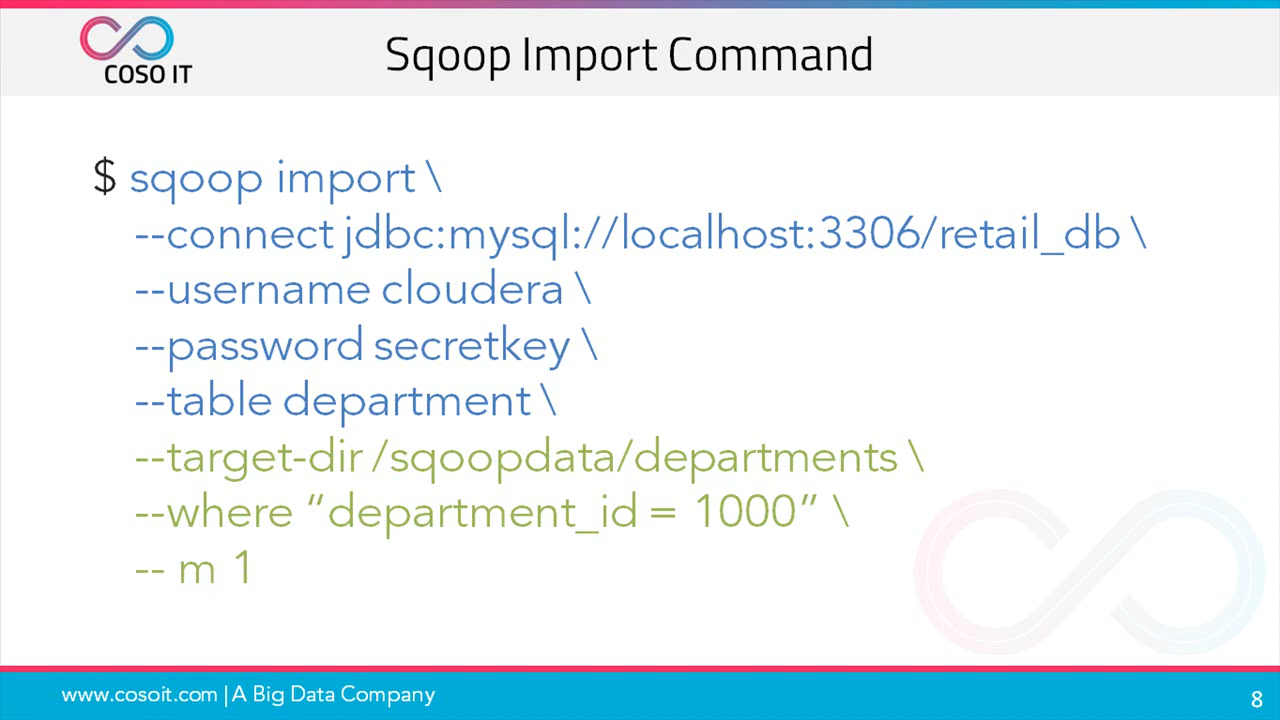 COSO IT
Sqoop Import Command
$ sqoop import \
--connect jdbc:mysql://localhost:3306/retail_db \
--username cloudera \
--password secretkey \
--table department \
--target-dir /sqoopdata/departments \
--where “department_id = 1000” \
-- m 1
www.cosoit.com | A Big Data Company
8